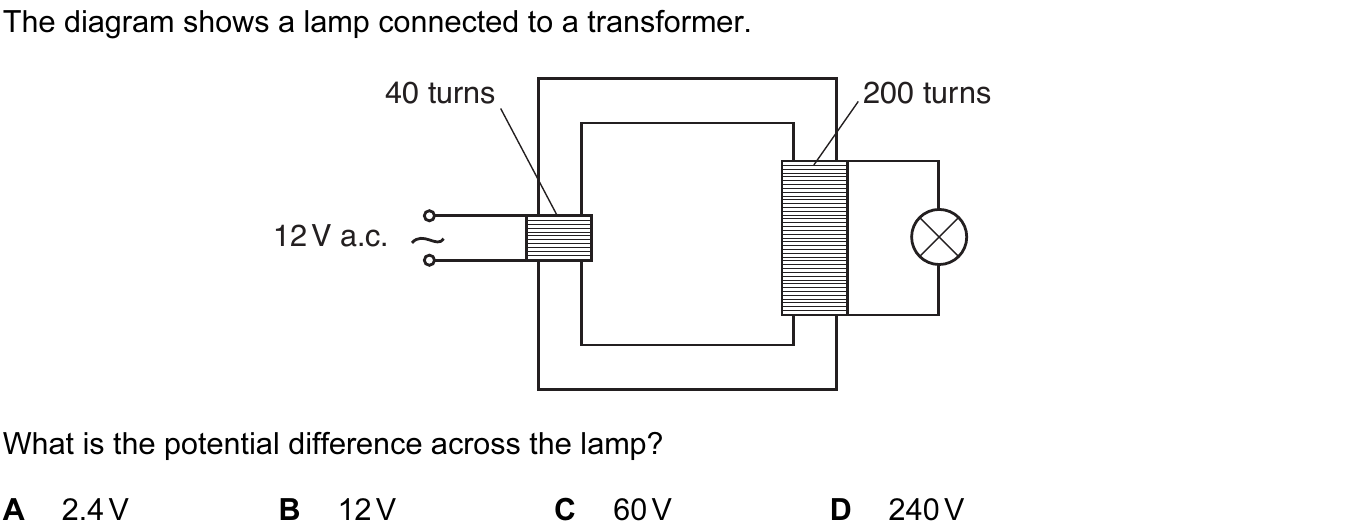 The diagram shows a lamp connected to a transformer.
40 turns
200 turns
12 V a.c.
What is the potential difference across the lamp?
A 2.4 V B 12 V C 60 V D 240 V